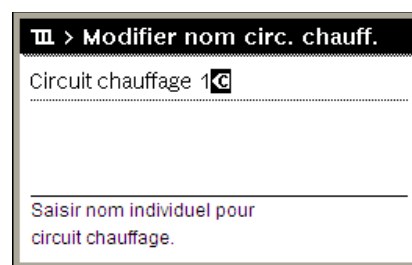 > Modifier nom circ. chauff.
Circuit chauffage 1C
Saisir nom individuel pour
circuit chauffage.